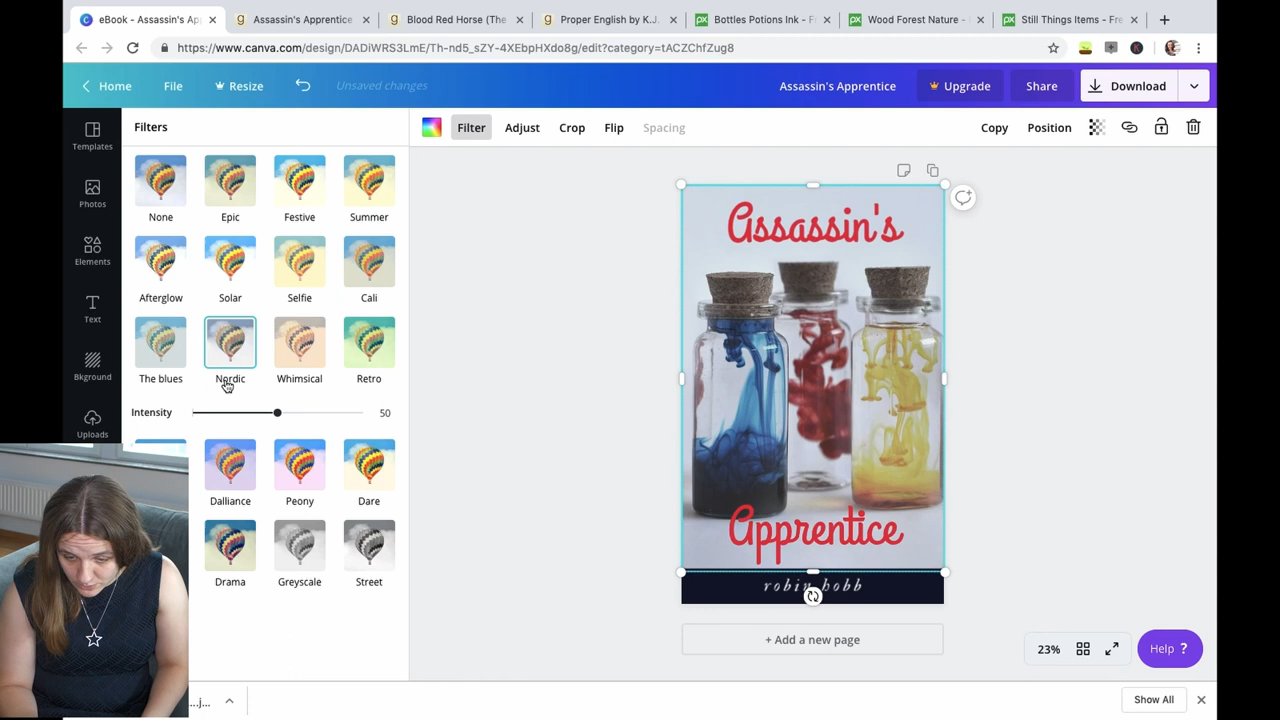 eBook - Assassin's Ap
Assassin's Apprentice
Blood Red Horse (The
Proper English by K.J.
Bottles Potions Ink - F
Wood Forest Nature -
Still Things Items - Fre
https://www.canva.com/design/DADiWRS3LmE/Th-nd5_sZY-4XEbpHXdo8g/edit?category=tACZChfZug8
Home
File
Resize
Unsaved changes
Assassin's Apprentice
Upgrade
Share
Download
Templates
Photos
Elements
Text
Bkground
Uploads
Filters
Filter
Adjust
Crop
Flip
Spacing
Copy
Position
None
Epic
Festive
Summer
Afterglow
Solar
Selfie
Cali
The blues
Nordic
Whimsical
Retro
Intensity
50
Dalliance
Peony
Dare
Drama
Greyscale
Street
Assassin's
Apprentice
robin hobb
+ Add a new page
23%
Help ?
...j...
Show All